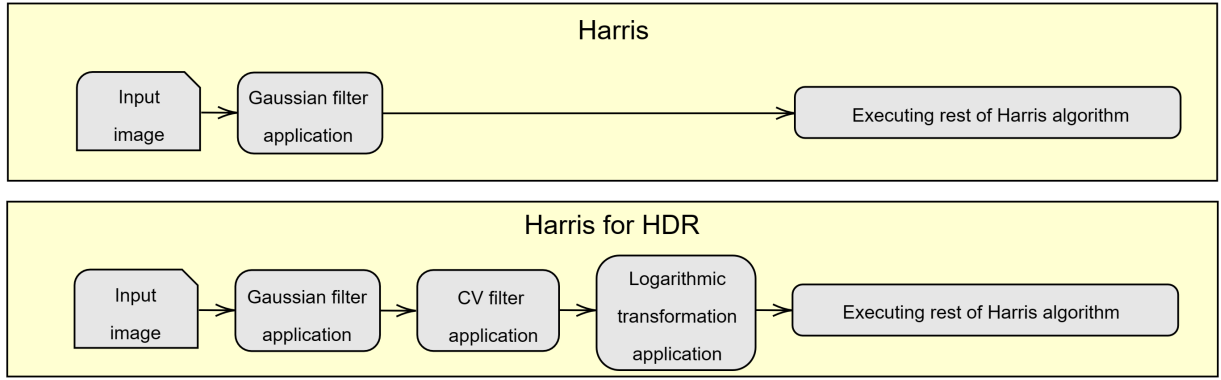 Harris
Input
image
Gaussian filter
application
Executing rest of Harris algorithm
Harris for HDR
Input
image
Gaussian filter
application
CV filter
application
Logarithmic
transformation
application
Executing rest of Harris algorithm